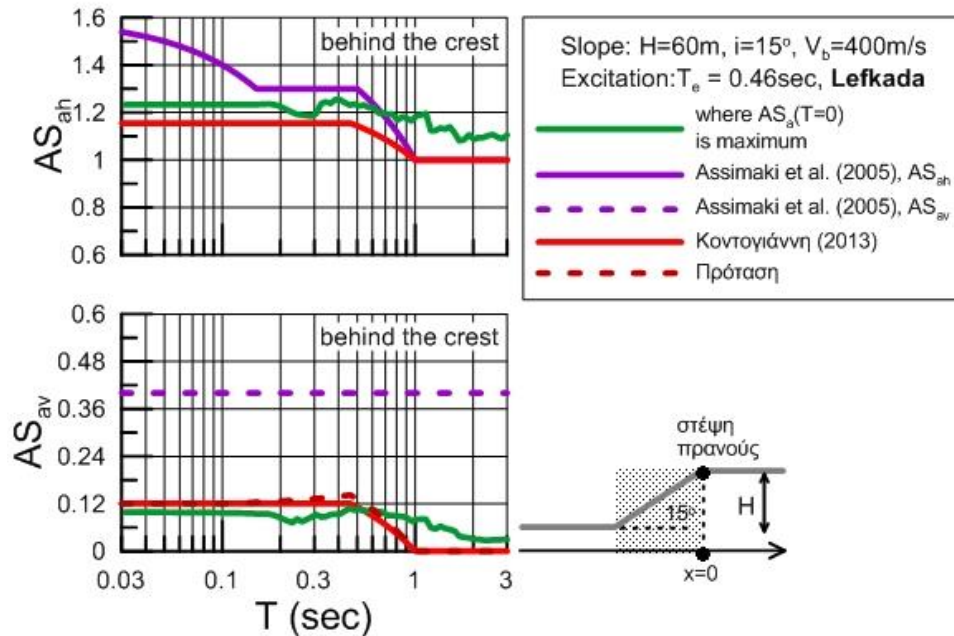 1.6
1.4
1.2
1
0.8
0.6
AS_ah
behind the crest
Slope: H=60m, i=15°, V_b=400m/s
Excitation:T_e = 0.46sec, Lefkada
where AS_a(T=0)
is maximum
Assimaki et al. (2005), AS_ah
Assimaki et al. (2005), AS_av
Κοντογιάννη (2013)
Πρόταση
0.6
0.48
0.36
0.24
0.12
0
AS_av
behind the crest
0.03 0.1 0.3 1 3
T (sec)
στέψη
πρανούς
15°
H
x=0